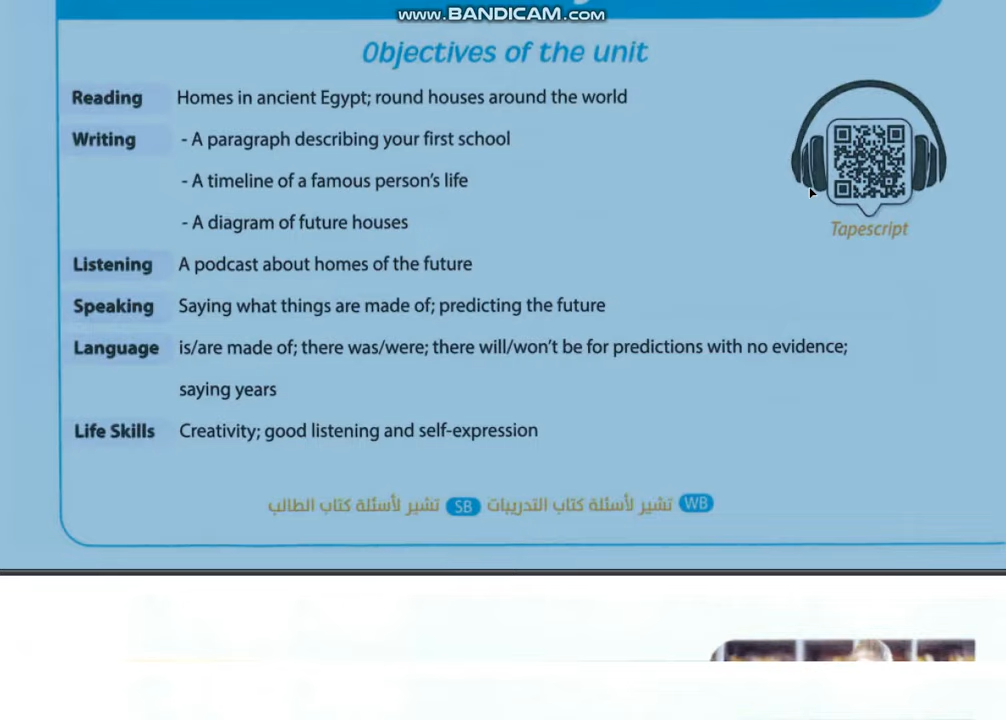 www.BANDICAM.com
Objectives of the unit
Reading Homes in ancient Egypt; round houses around the world
Writing - A paragraph describing your first school
- A timeline of a famous person's life
- A diagram of future houses
Tapescript
Listening A podcast about homes of the future
Speaking Saying what things are made of; predicting the future
Language is/are made of; there was/were; there will/won't be for predictions with no evidence;
saying years
Life Skills Creativity; good listening and self-expression
WB تشير لأسئلة كتاب التدريبات SB تشير لأسئلة كتاب الطالب